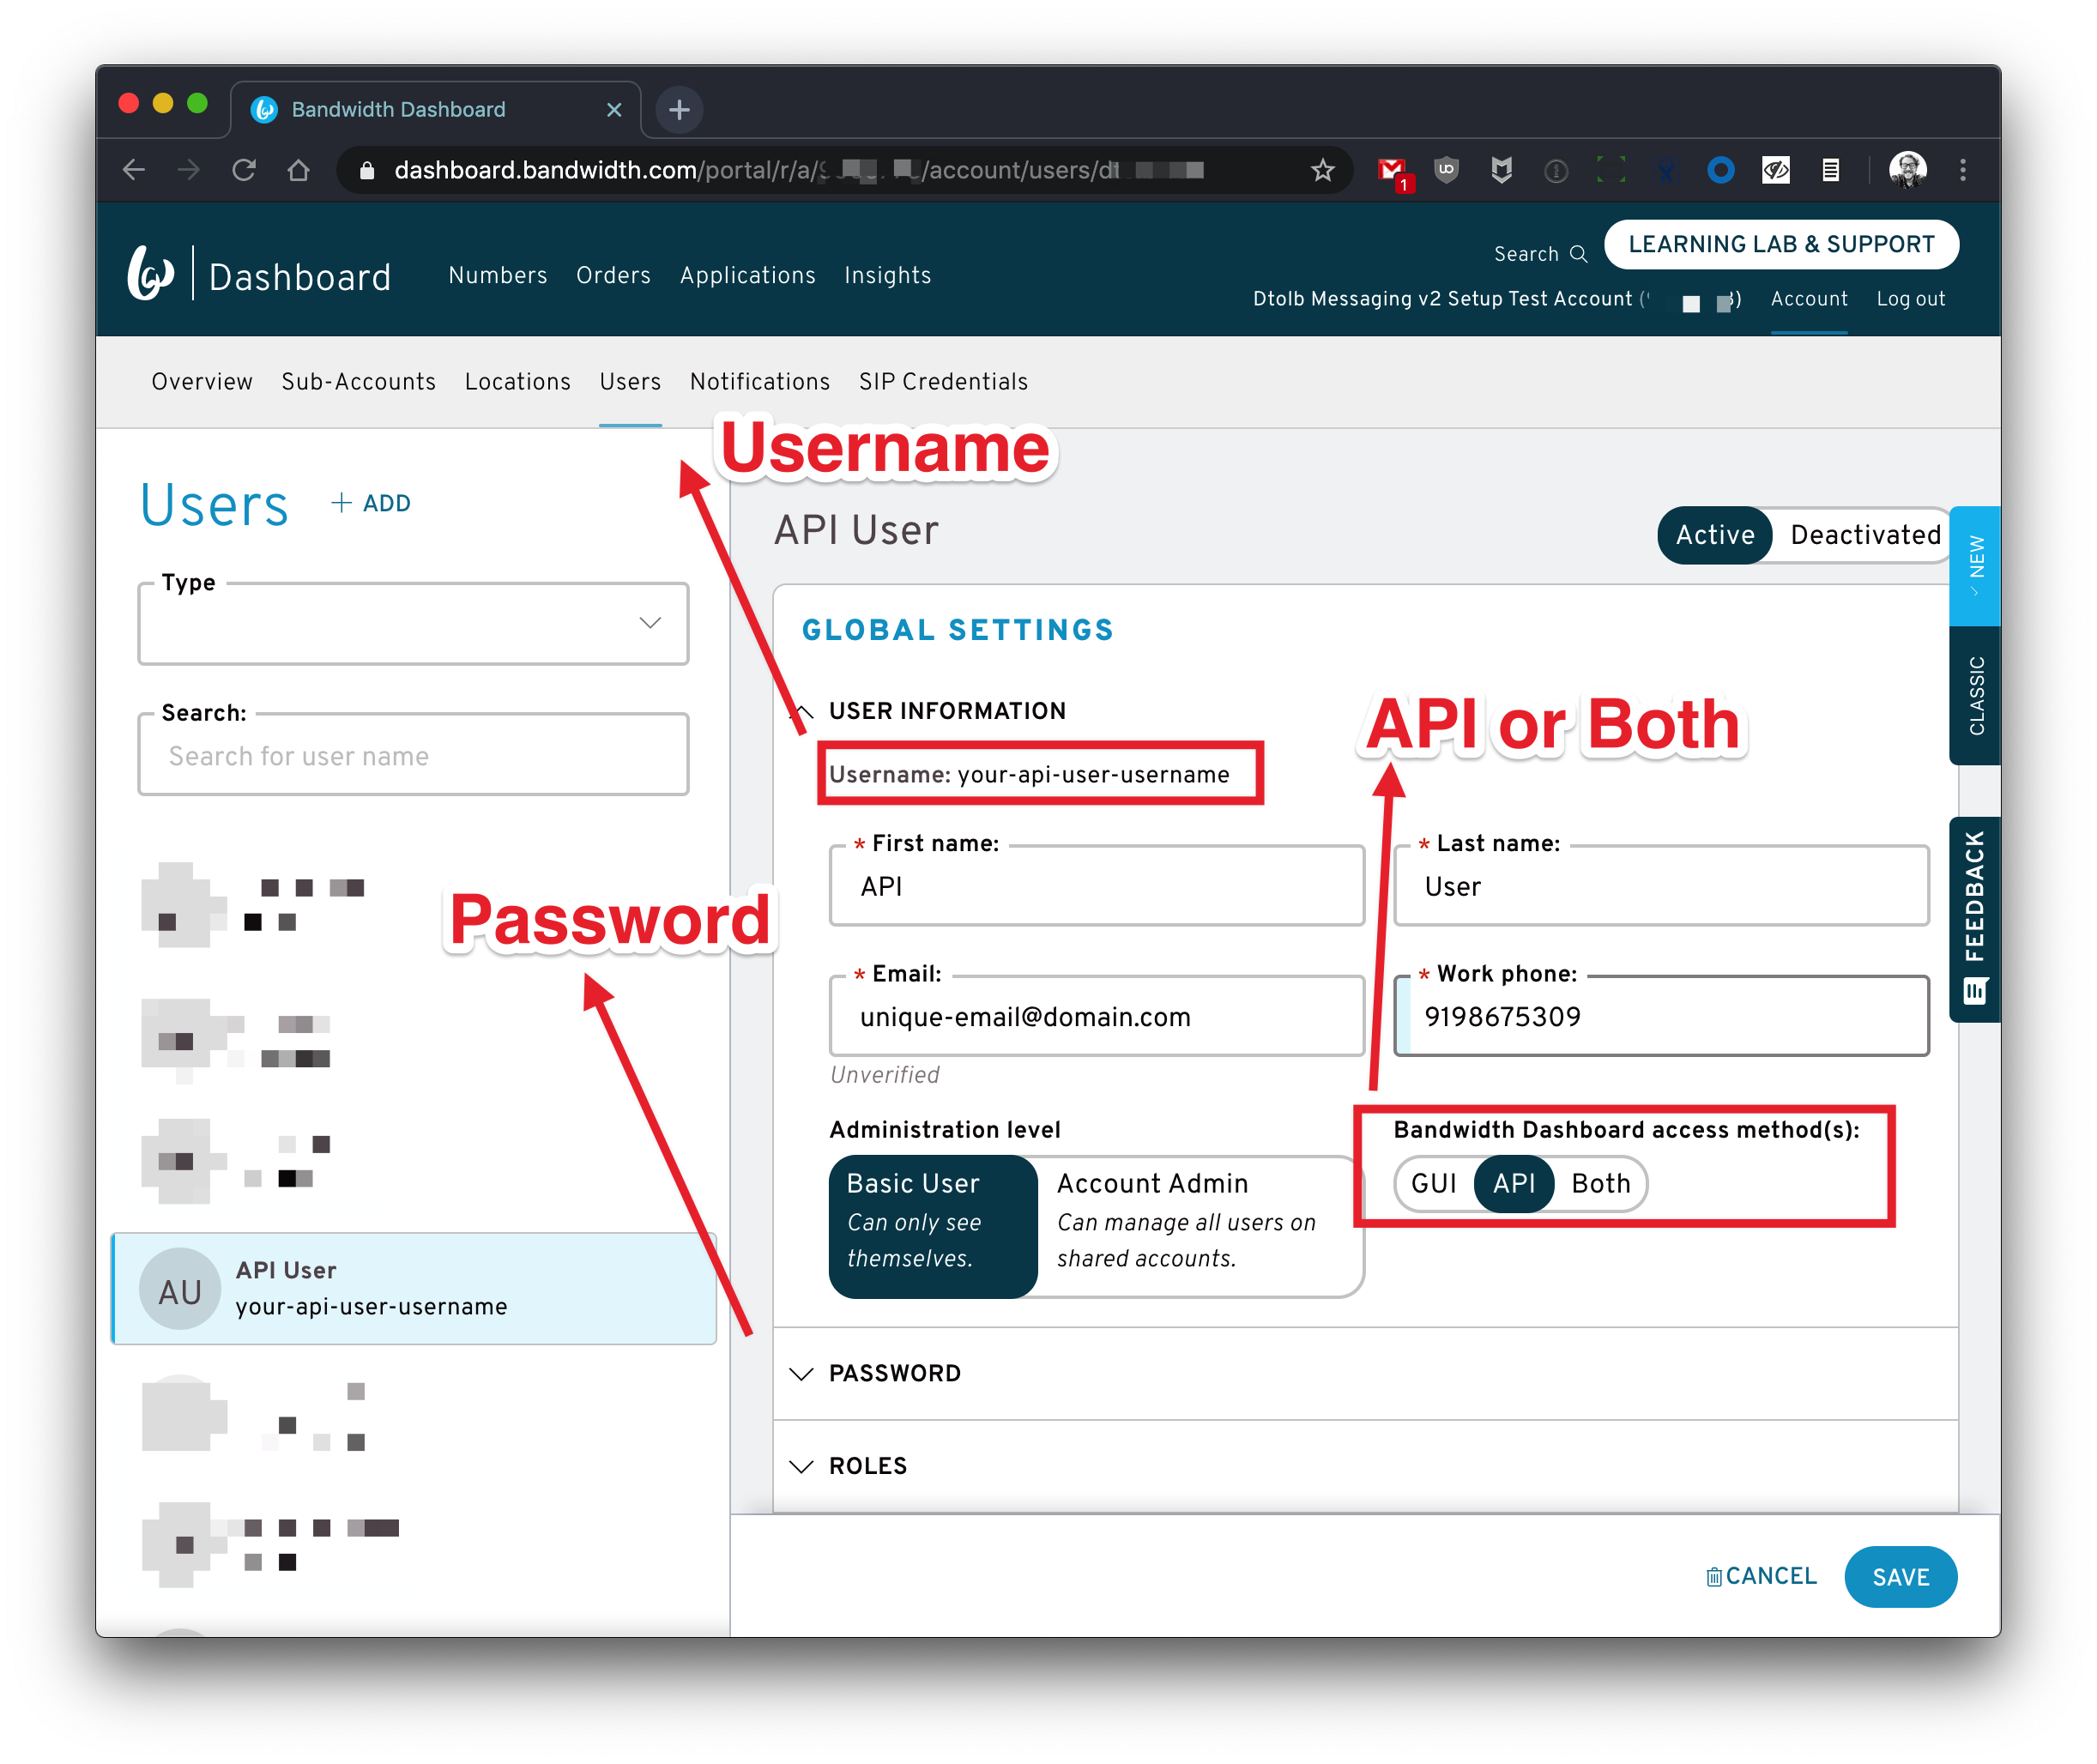 Bandwidth Dashboard
dashboard.bandwidth.com/portal/r/a/ /account/users/
1
Dashboard
Numbers Orders Applications Insights
Search
LEARNING LAB & SUPPORT
Dtolb Messaging v2 Setup Test Account
Account Log out
Overview Sub-Accounts Locations Users Notifications SIP Credentials
Username
Users
+ ADD
API User
Active Deactivated
NEW
CLASSIC
FEEDBACK
Type
Search:
Search for user name
GLOBAL SETTINGS
USER INFORMATION
API or Both
Username: your-api-user-username
* First name:
API
* Last name:
User
Password
* Email:
unique-email@domain.com
Unverified
* Work phone:
9198675309
Administration level
Basic User
Can only see
themselves.
Account Admin
Can manage all users on
shared accounts.
Bandwidth Dashboard access method(s):
GUI API Both
AU
API User
your-api-user-username
PASSWORD
ROLES
CANCEL
SAVE